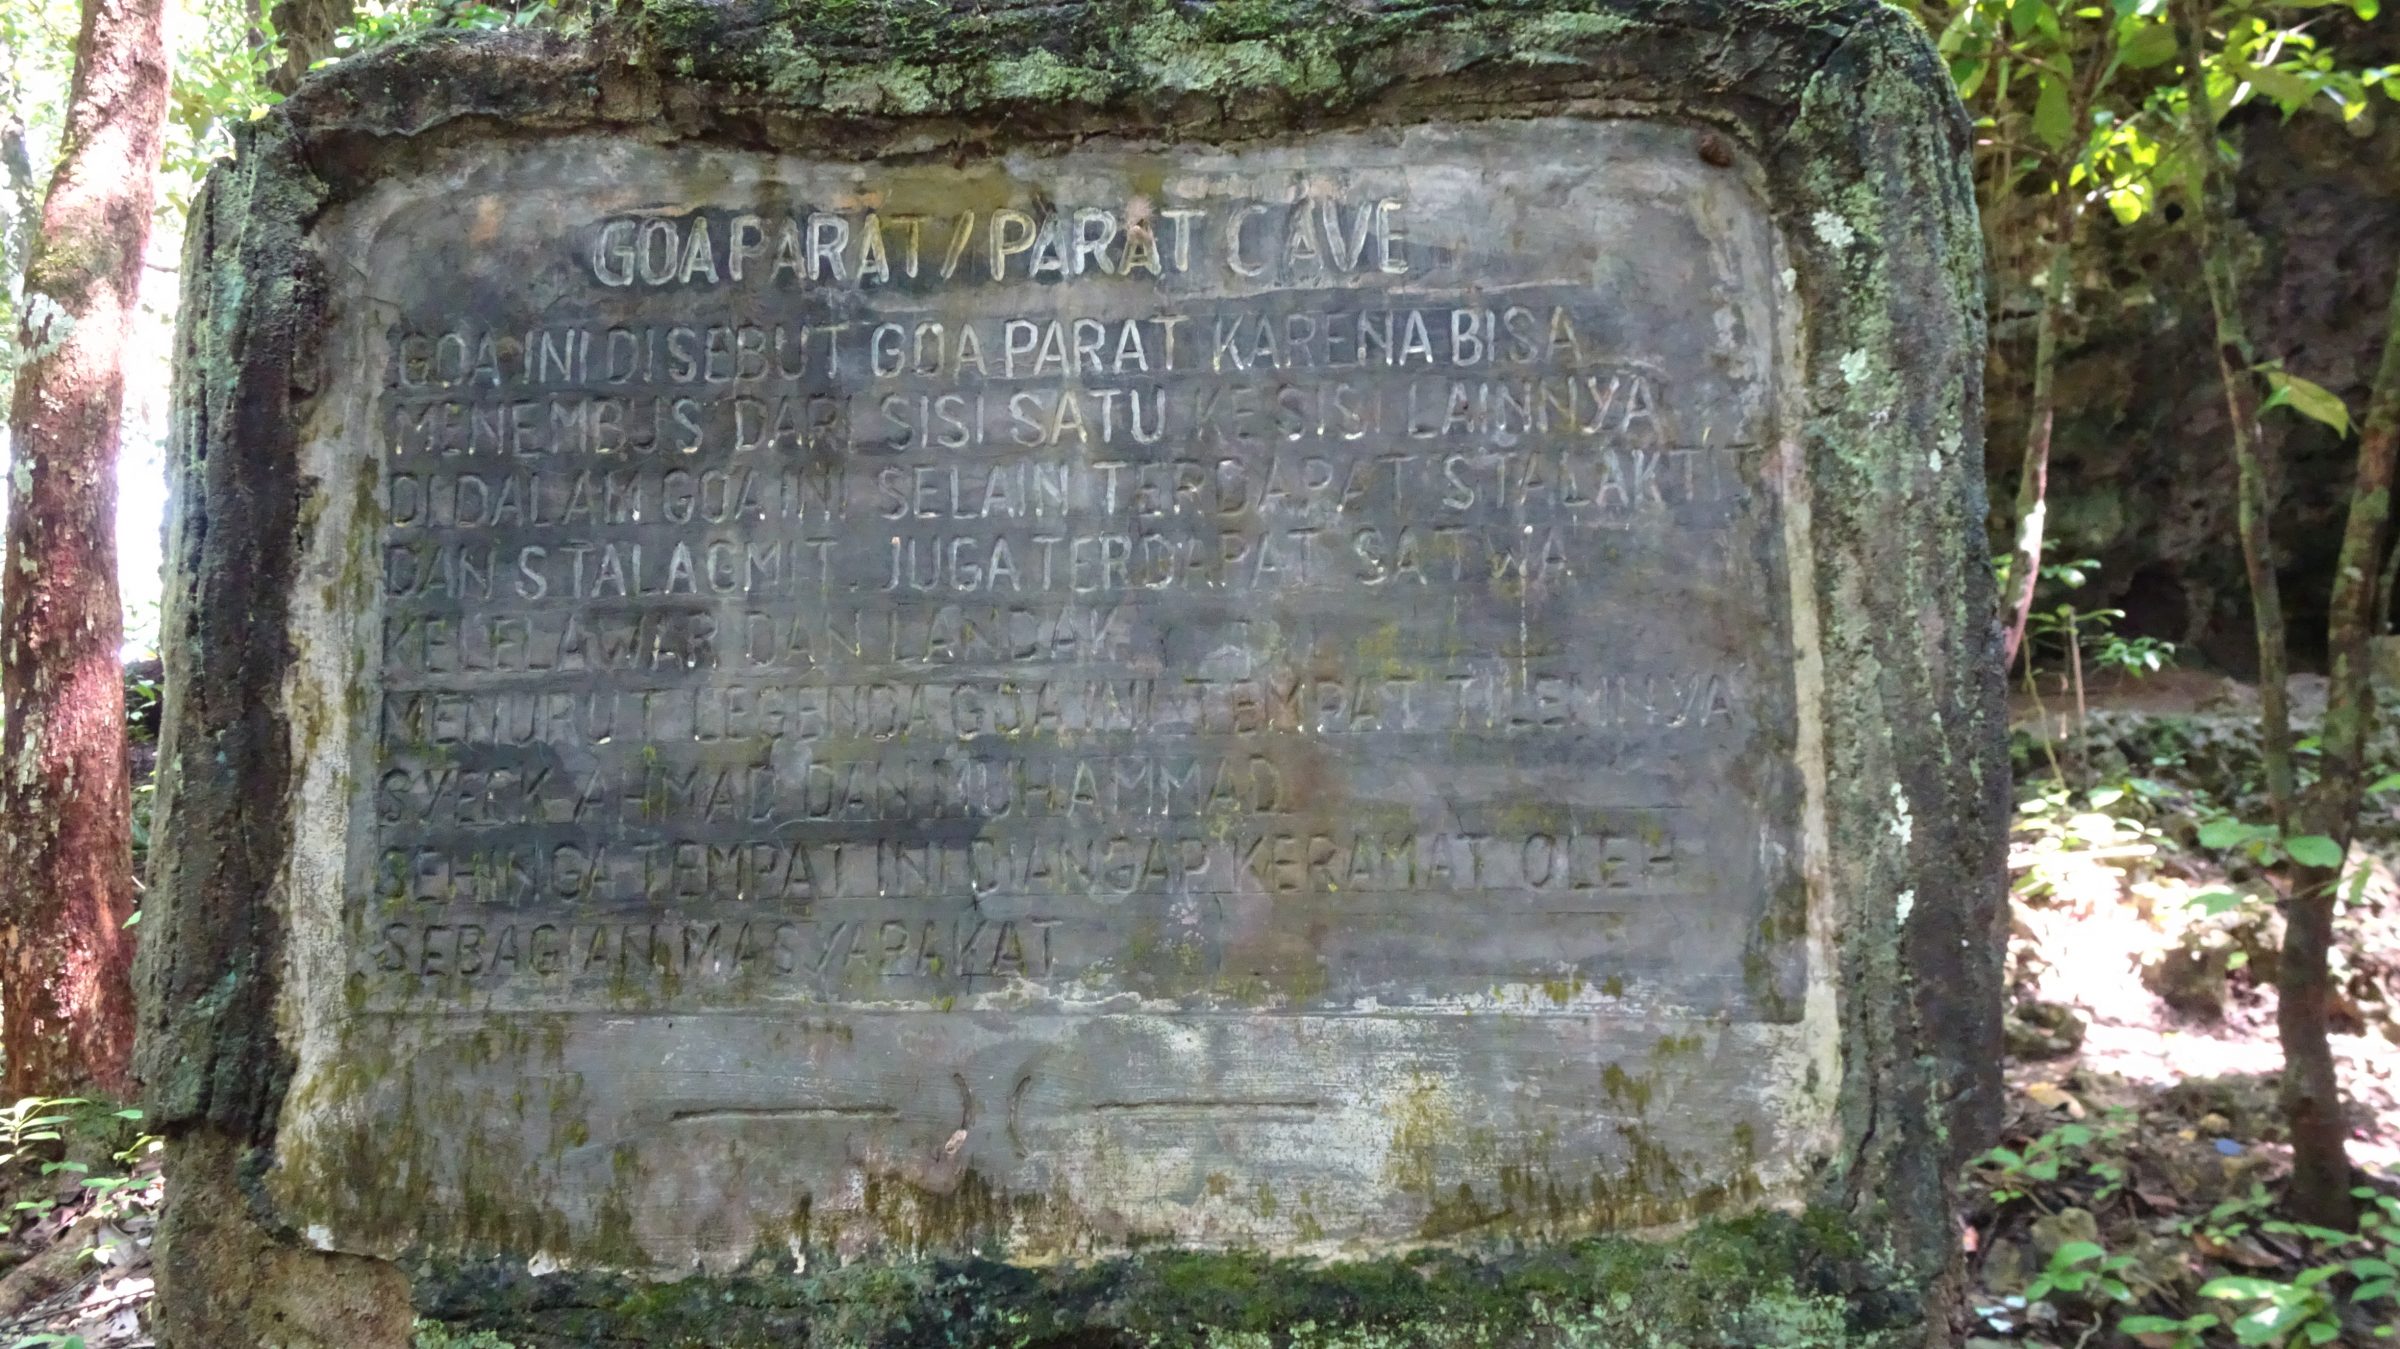 GOA PARAT / PARAT CAVE
GOA INI DI SEBUT GOA PARAT KARENA BISA
MENEMBUS DARI SISI SATU KE SISI LAINNYA
DI DALAM GOA INI SELAIN TERDAPAT STALAKTIT
DAN STALAGMIT. JUGA TERDAPAT SATWA
KELELAWAR DAN LANDAK
MENURUT LEGENDA GOA INI TEMPAT TILEMNYA
SYECK AHMAD DAN MUHAMMAD.
SEHINGA TEMPAT INI DIANGAP KERAMAT OLEH
SEBAGIAN MASYARAKAT